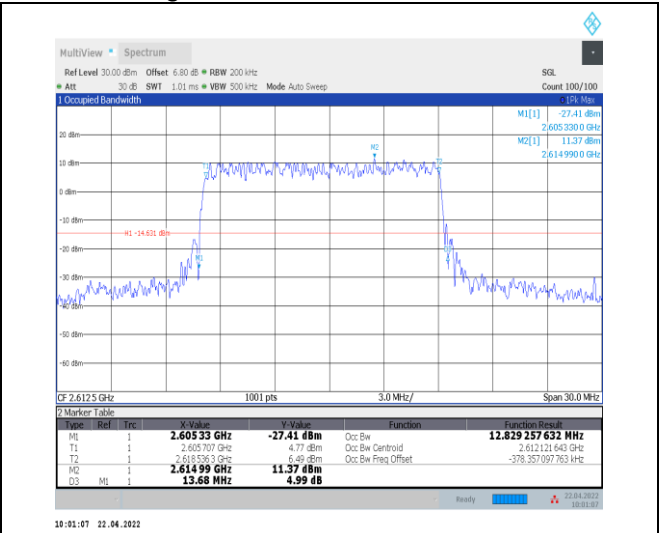 MultiView Spectrum
Ref Level 30.00 dBm Offset 6.80 dB RBW 200 kHz SGL
Att 30 dB SWT 1.01 ms VBW 500 kHz Mode Auto Sweep Count 100/100
1 Occupied Bandwidth 1Pk Max
M1[1] -27.41 dBm
2.605 330 0 GHz
M2[1] 11.37 dBm
2.614 990 0 GHz
20 dBm
M2
10 dBm
T1
0 dBm
-10 dBm
H1 -14.631 dBm
-20 dBm
M1
-30 dBm
-40 dBm
-50 dBm
-60 dBm
CF 2.612 5 GHz 1001 pts 3.0 MHz/ Span 30.0 MHz
2 Marker Table
Type Ref Trc X-Value Y-Value Function Function Result
M1 1 2.605 33 GHz -27.41 dBm Occ Bw 12.829 257 632 MHz
T1 1 2.605 707 GHz 4.77 dBm Occ Bw Centroid 2.612 121 643 GHz
T2 1 2.618 536 3 GHz 6.49 dBm Occ Bw Freq Offset -378.357 097 763 kHz
M2 1 2.614 99 GHz 11.37 dBm
D3 M1 1 13.68 MHz 4.99 dB
Ready 22.04.2022
10:01:07
10:01:07 22.04.2022